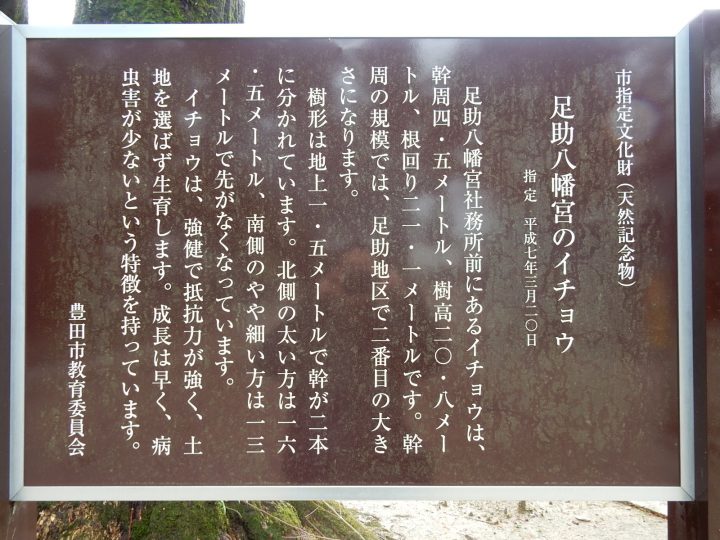 市指定文化財（天然記念物）
足助八幡宮のイチョウ
指定　平成七年三月二〇日
足助八幡宮社務所前にあるイチョウは、
幹周四・五メートル、樹高二〇・八メー
トル、根回り二一・一メートルです。幹
周の規模では、足助地区で二番目の大き
さになります。
樹形は地上一・五メートルで幹が二本
に分かれています。北側の太い方は一六
・五メートル、南側のやや細い方は一三
メートルで先がなくなっています。
イチョウは、強健で抵抗力が強く、土
地を選ばず生育します。成長は早く、病
虫害が少ないという特徴を持っています。
豊田市教育委員会